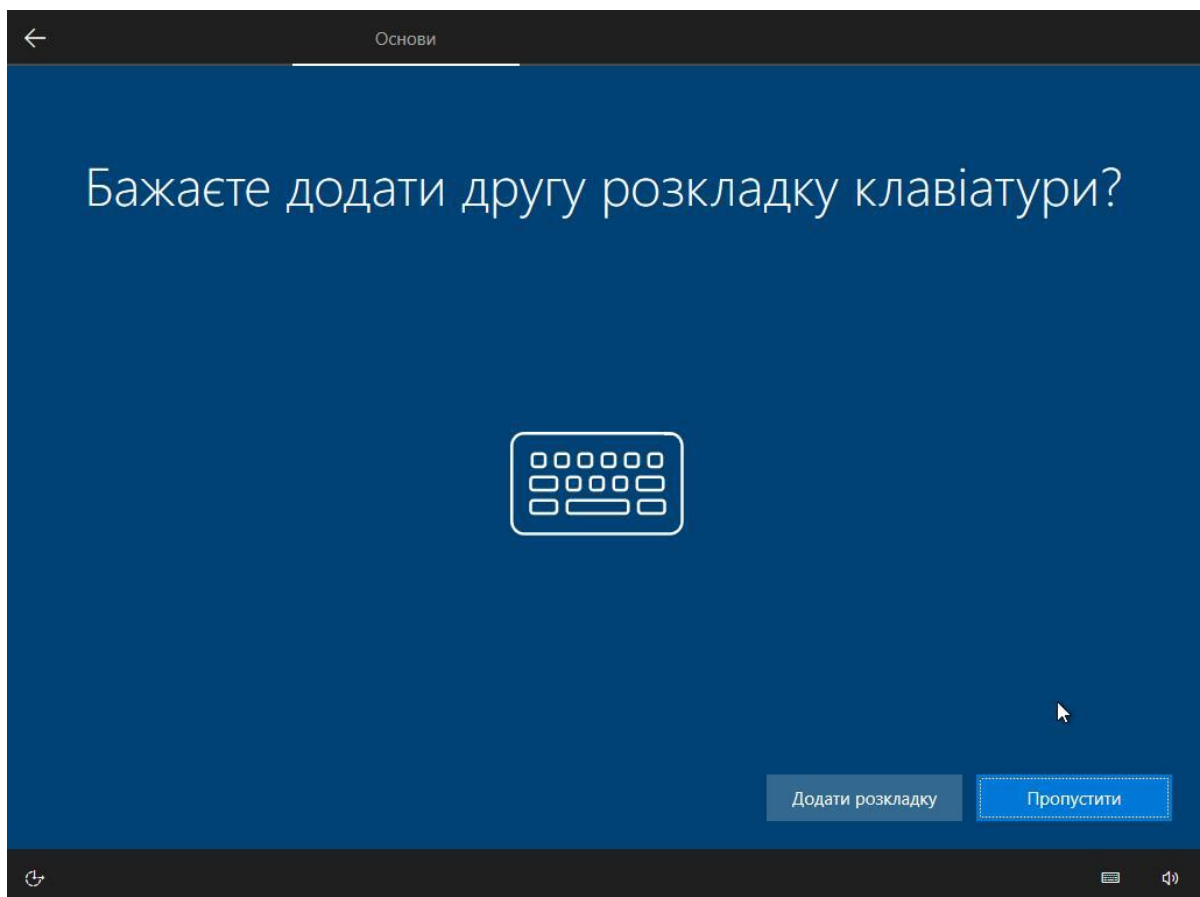 Основи
Бажаєте додати другу розкладку клавіатури?
Додати розкладку
Пропустити